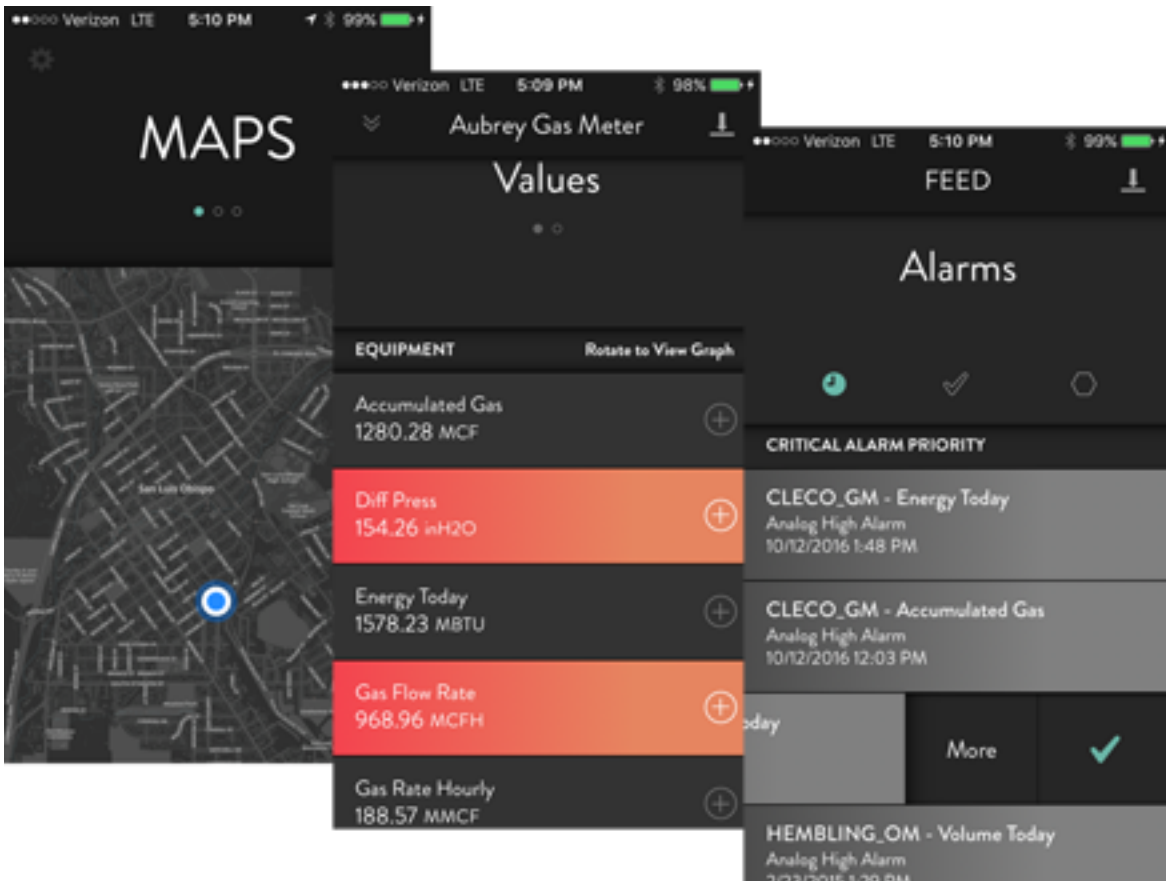 Verizon LTE 5:10 PM 99%
MAPS
San Luis Obispo
Verizon LTE 5:09 PM 98%
Aubrey Gas Meter
Values
EQUIPMENT Rotate to View Graph
Accumulated Gas
1280.28 MCF
Diff Press
154.26 inH2O
Energy Today
1578.23 MBTU
Gas Flow Rate
968.96 MCFH
Gas Rate Hourly
188.57 MMCF
Verizon LTE 5:10 PM 99%
FEED
Alarms
CRITICAL ALARM PRIORITY
CLECO_GM - Energy Today
Analog High Alarm
10/12/2016 1:48 PM
CLECO_GM - Accumulated Gas
Analog High Alarm
10/12/2016 12:03 PM
oday
More
HEMBLING_OM - Volume Today
Analog High Alarm